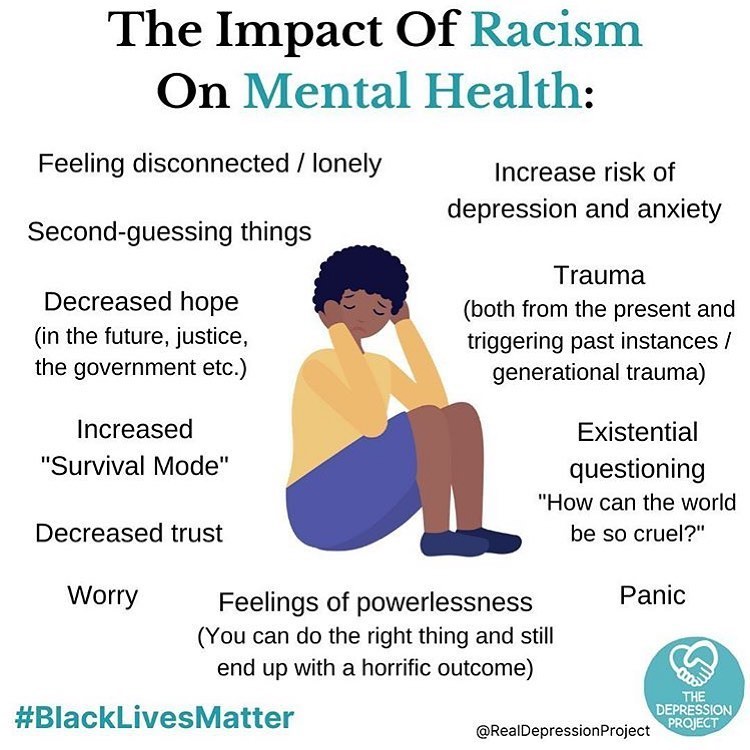 The Impact Of Racism
On Mental Health:
Feeling disconnected / lonely
Second-guessing things
Decreased hope
(in the future, justice,
the government etc.)
Increased
"Survival Mode"
Decreased trust
Worry
Increase risk of
depression and anxiety
Trauma
(both from the present and
triggering past instances /
generational trauma)
Existential
questioning
"How can the world
be so cruel?"
Panic
Feelings of powerlessness
(You can do the right thing and still
end up with a horrific outcome)
#BlackLivesMatter
@RealDepressionProject
THE
DEPRESSION
PROJECT